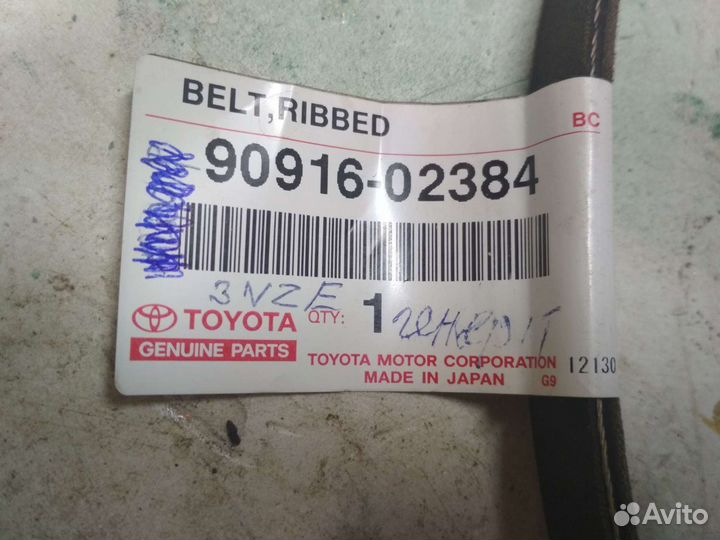 BELT,RIBBED
BC
90916-02384
3NZE
TOYOTA
QTY: 1
GENUINE PARTS
TOYOTA MOTOR CORPORATION 12130
MADE IN JAPAN G9
Avito